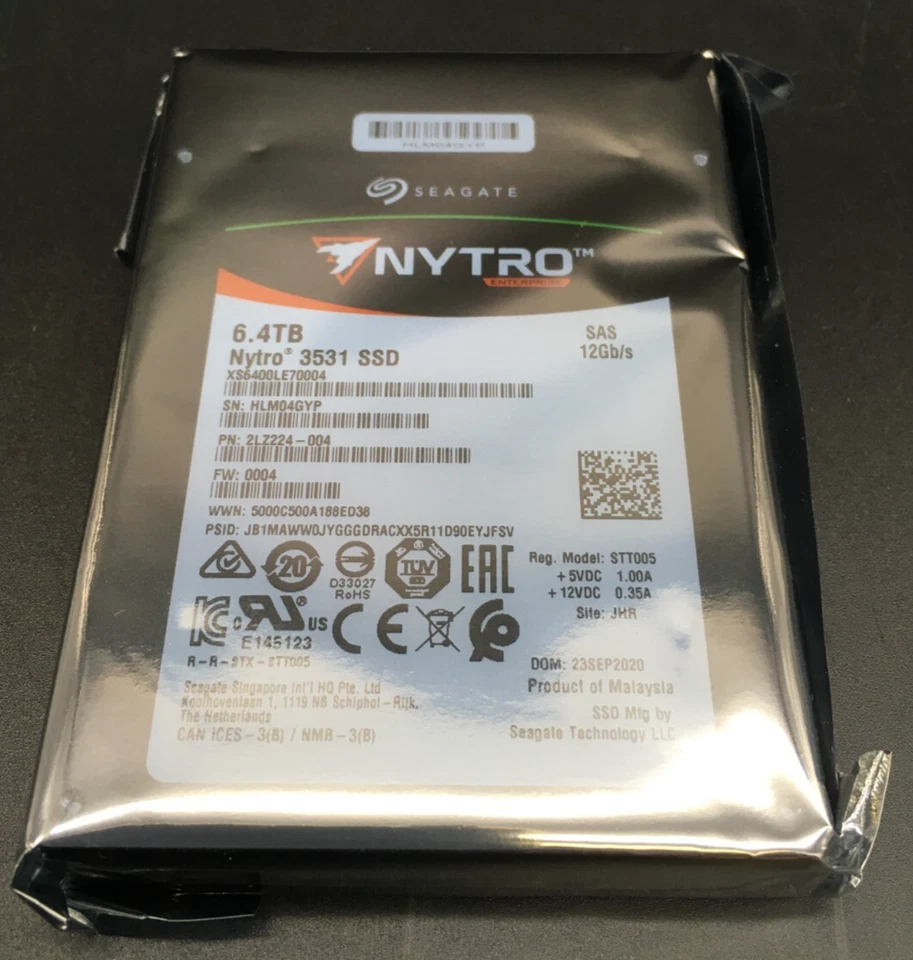 HLM04GYP
SEAGATE
NYTRO™
ENTERPRISE
6.4TB
SAS
Nytro® 3531 SSD
12Gb/s
XS6400LE70004
SN: HLM04GYP
PN: 2LZ224-004
FW: 0004
WWN: 5000C500A188ED38
PSID: JB1MAWW0JYGGGDRACXX5R11D90EYJFSV
20
D33027
RoHS
TÜV
EAC
Reg. Model: STT005
+5VDC 1.00A
+12VDC 0.35A
Site: JHR
c RU® US
E145123
CE
R-R-STX-STT005
DOM: 23SEP2020
Seagate Singapore Int'l HQ Pte. Ltd
Koolhovenlaan 1, 1119 NB Schiphol-Rijk,
The Netherlands
CAN ICES-3(B) / NMB-3(B)
Product of Malaysia
SSD Mfg by
Seagate Technology LLC